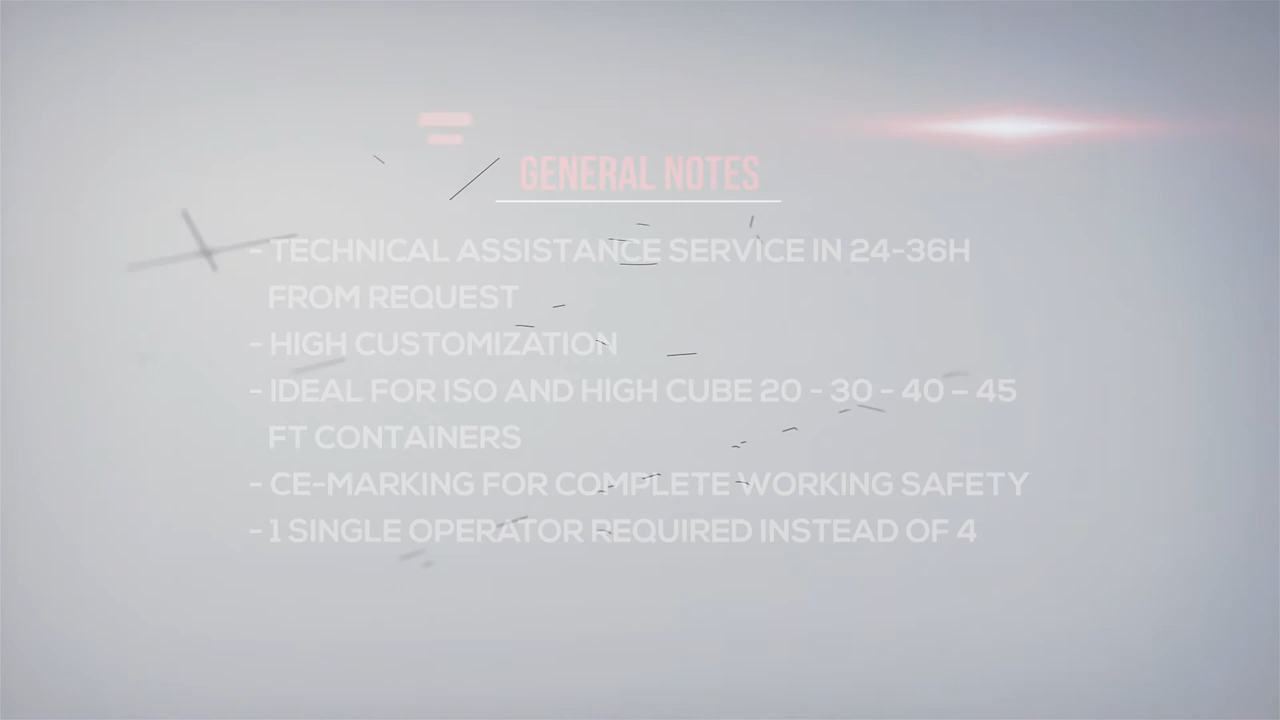 GENERAL NOTES
- TECHNICAL ASSISTANCE SERVICE IN 24-36H
FROM REQUEST
- HIGH CUSTOMIZATION
- IDEAL FOR ISO AND HIGH CUBE 20 - 30 - 40 – 45
FT CONTAINERS
- CE-MARKING FOR COMPLETE WORKING SAFETY
- 1 SINGLE OPERATOR REQUIRED INSTEAD OF 4